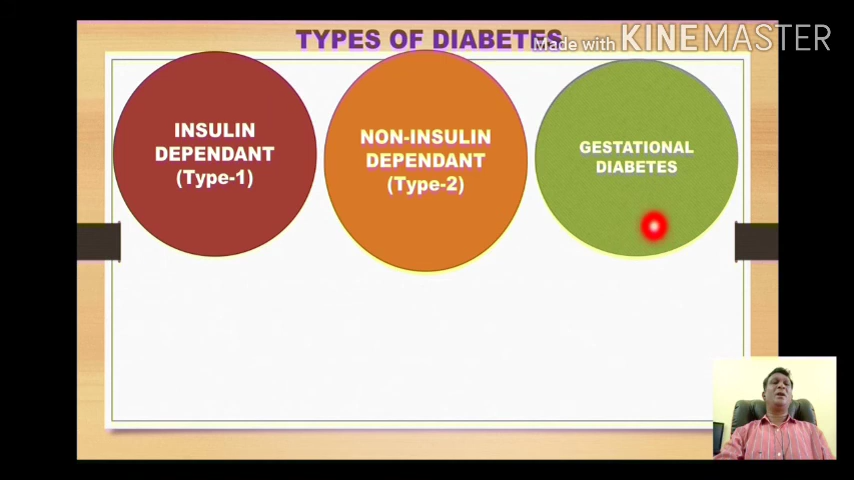 TYPES OF DIABETES
Made with KINEMASTER
INSULIN
DEPENDANT
(Type-1)
NON-INSULIN
DEPENDANT
(Type-2)
GESTATIONAL
DIABETES